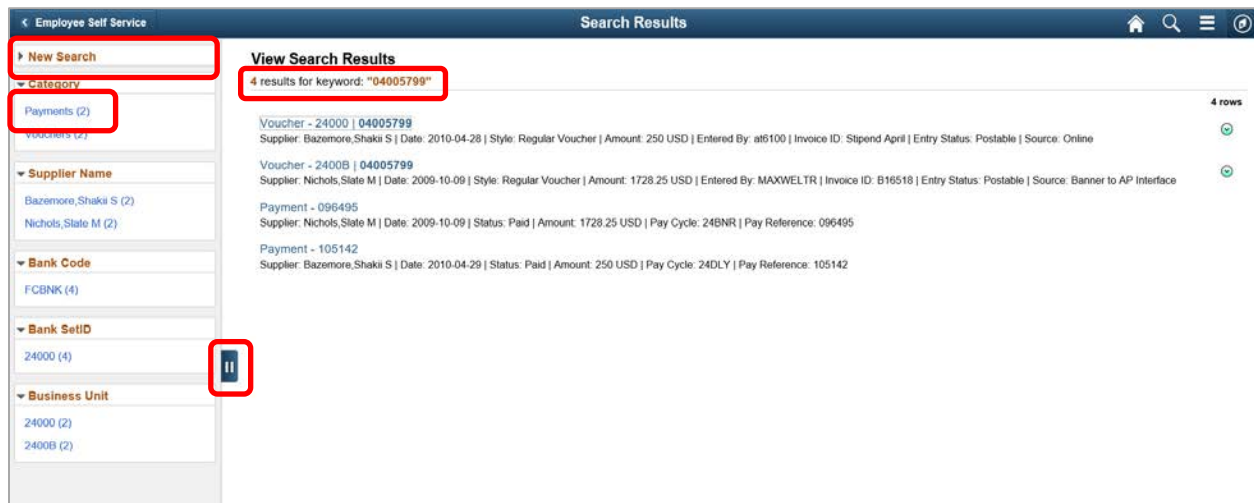 Employee Self Service
Search Results
New Search
Category
Payments (2)
Vouchers (2)
Supplier Name
Bazemore,Shakii S (2)
Nichols,Slate M (2)
Bank Code
FCBNK (4)
Bank SetID
24000 (4)
Business Unit
24000 (2)
2400B (2)
View Search Results
4 results for keyword: "04005799"
4 rows
Voucher - 24000 | 04005799
Supplier: Bazemore,Shakii S | Date: 2010-04-28 | Style: Regular Voucher | Amount: 250 USD | Entered By: at6100 | Invoice ID: Stipend April | Entry Status: Postable | Source: Online
Voucher - 2400B | 04005799
Supplier: Nichols,Slate M | Date: 2009-10-09 | Style: Regular Voucher | Amount: 1728.25 USD | Entered By: MAXWELTR | Invoice ID: B16518 | Entry Status: Postable | Source: Banner to AP Interface
Payment - 096495
Supplier: Nichols,Slate M | Date: 2009-10-09 | Status: Paid | Amount: 1728.25 USD | Pay Cycle: 24BNR | Pay Reference: 096495
Payment - 105142
Supplier: Bazemore,Shakii S | Date: 2010-04-29 | Status: Paid | Amount: 250 USD | Pay Cycle: 24DLY | Pay Reference: 105142